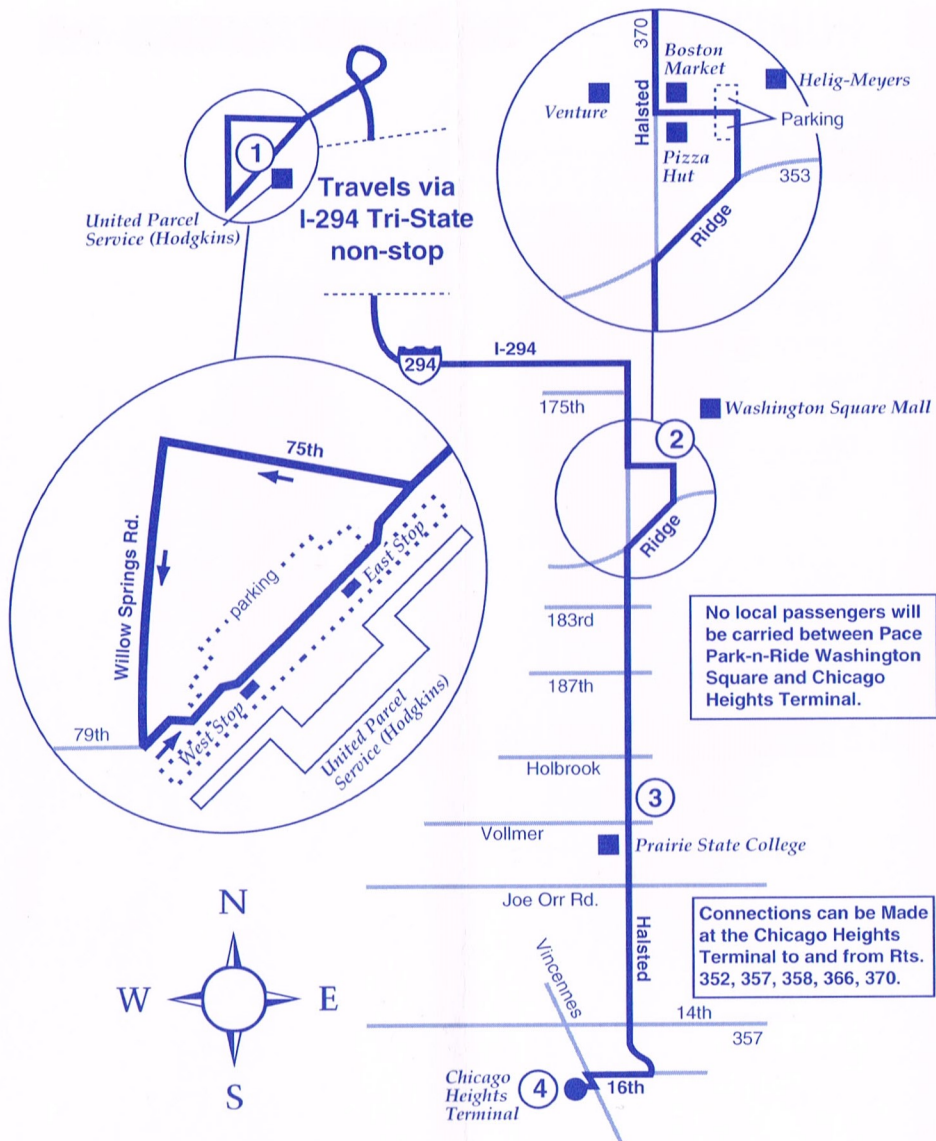 370
Boston
Market
Helig-Meyers
Venture
Halsted
Parking
Pizza
Hut
353
Ridge
1
United Parcel
Service (Hodgkins)
Travels via
I-294 Tri-State
non-stop
294
I-294
175th
Washington Square Mall
2
Ridge
75th
Willow Springs Rd.
parking
East Stop
West Stop
79th
United Parcel
Service (Hodgkins)
183rd
187th
No local passengers will
be carried between Pace
Park-n-Ride Washington
Square and Chicago
Heights Terminal.
Holbrook
3
Vollmer
Prairie State College
Joe Orr Rd.
Halsted
Connections can be Made
at the Chicago Heights
Terminal to and from Rts.
352, 357, 358, 366, 370.
Vincennes
14th
357
N
W
E
S
Chicago
Heights
Terminal
4
16th